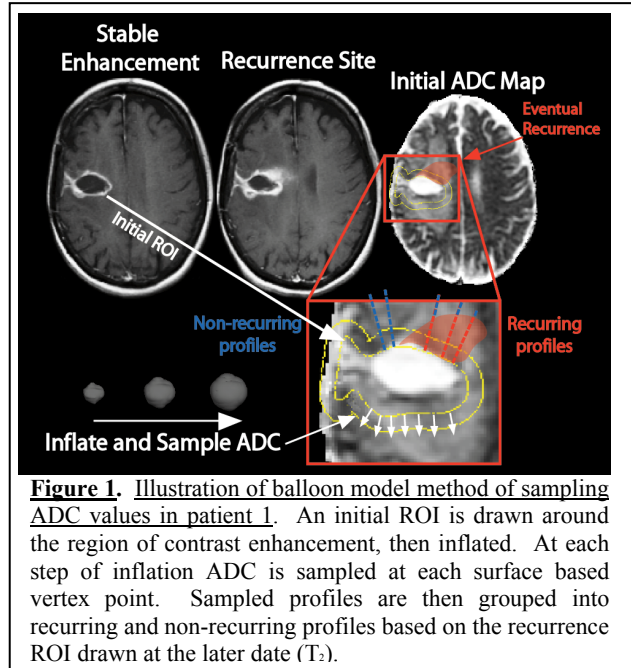 Stable
Enhancement
Recurrence Site
Initial ADC Map
Eventual
Recurrence
Initial ROI
Non-recurring
profiles
Recurring
profiles
Inflate and Sample ADC
Figure 1. Illustration of balloon model method of sampling
ADC values in patient 1. An initial ROI is drawn around
the region of contrast enhancement, then inflated. At each
step of inflation ADC is sampled at each surface based
vertex point. Sampled profiles are then grouped into
recurring and non-recurring profiles based on the recurrence
ROI drawn at the later date (T₂).